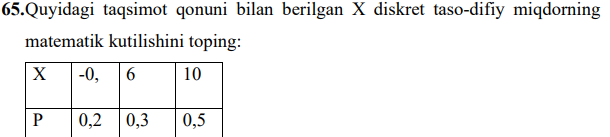 65.Quyidagi taqsimot qonuni bilan berilgan X diskret taso-difiy miqdorning
matematik kutilishini toping:
X -0, 6 10
P 0,2 0,3 0,5